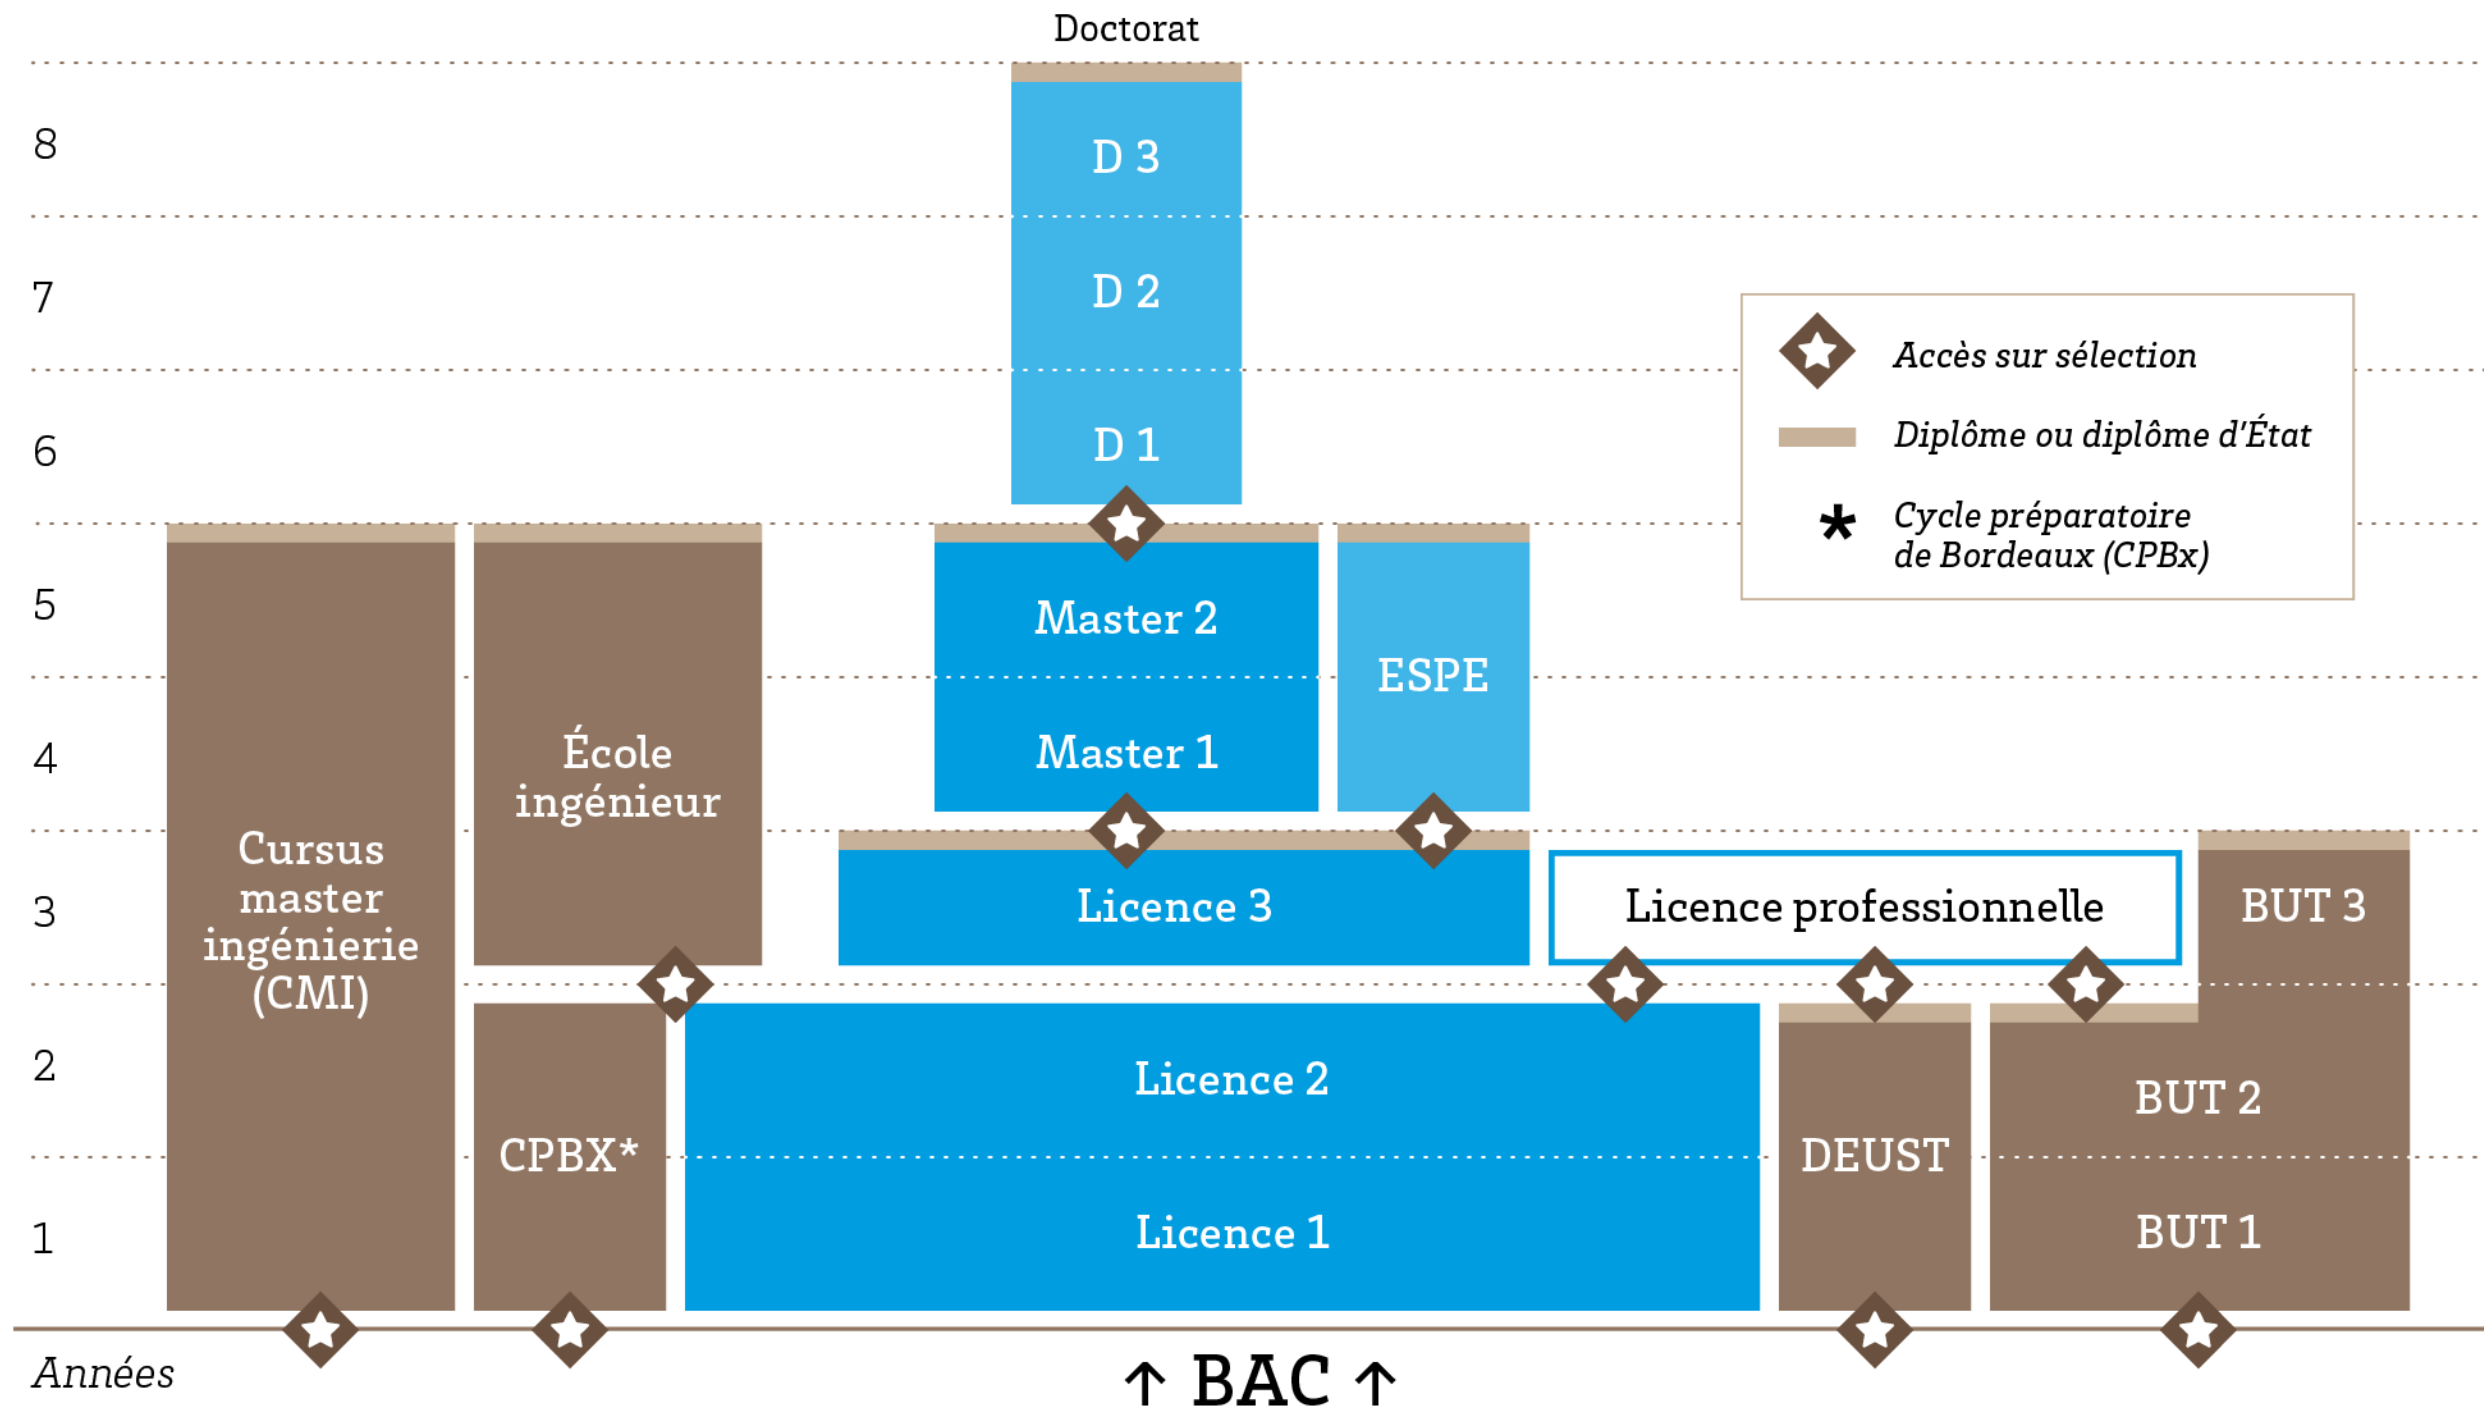 Doctorat
8
D 3
7
D 2
6
D 1
Accès sur sélection
Diplôme ou diplôme d'État
* Cycle préparatoire
de Bordeaux (CPBx)
5
Master 2
ESPE
4
École
ingénieur
Master 1
3
Cursus
master
ingénierie
(CMI)
Licence 3
Licence professionnelle
BUT 3
2
Licence 2
BUT 2
CPBX*
DEUST
1
Licence 1
BUT 1
Années
↑ BAC ↑